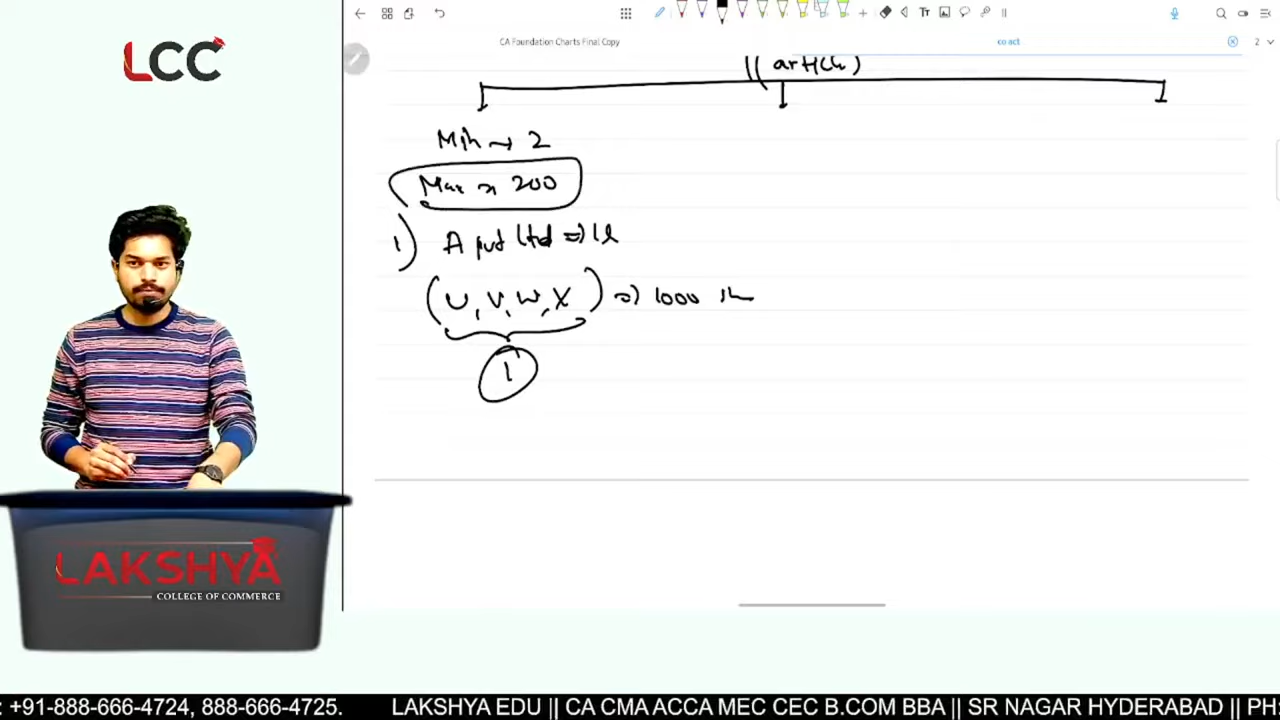 LCC
CA Foundation Charts Final Copy
co act
2
Tт
(article)
Min → 2
Max → 200
1) A pvt ltd ⇒ 1l
(U, V, W, X) ⇒ 1000 sh
1
LAKSHYA
COLLEGE OF COMMERCE
: +91-888-666-4724, 888-666-4725. LAKSHYA EDU || CA CMA ACCA MEC CEC B.COM BBA || SR NAGAR HYDERABAD || PH: